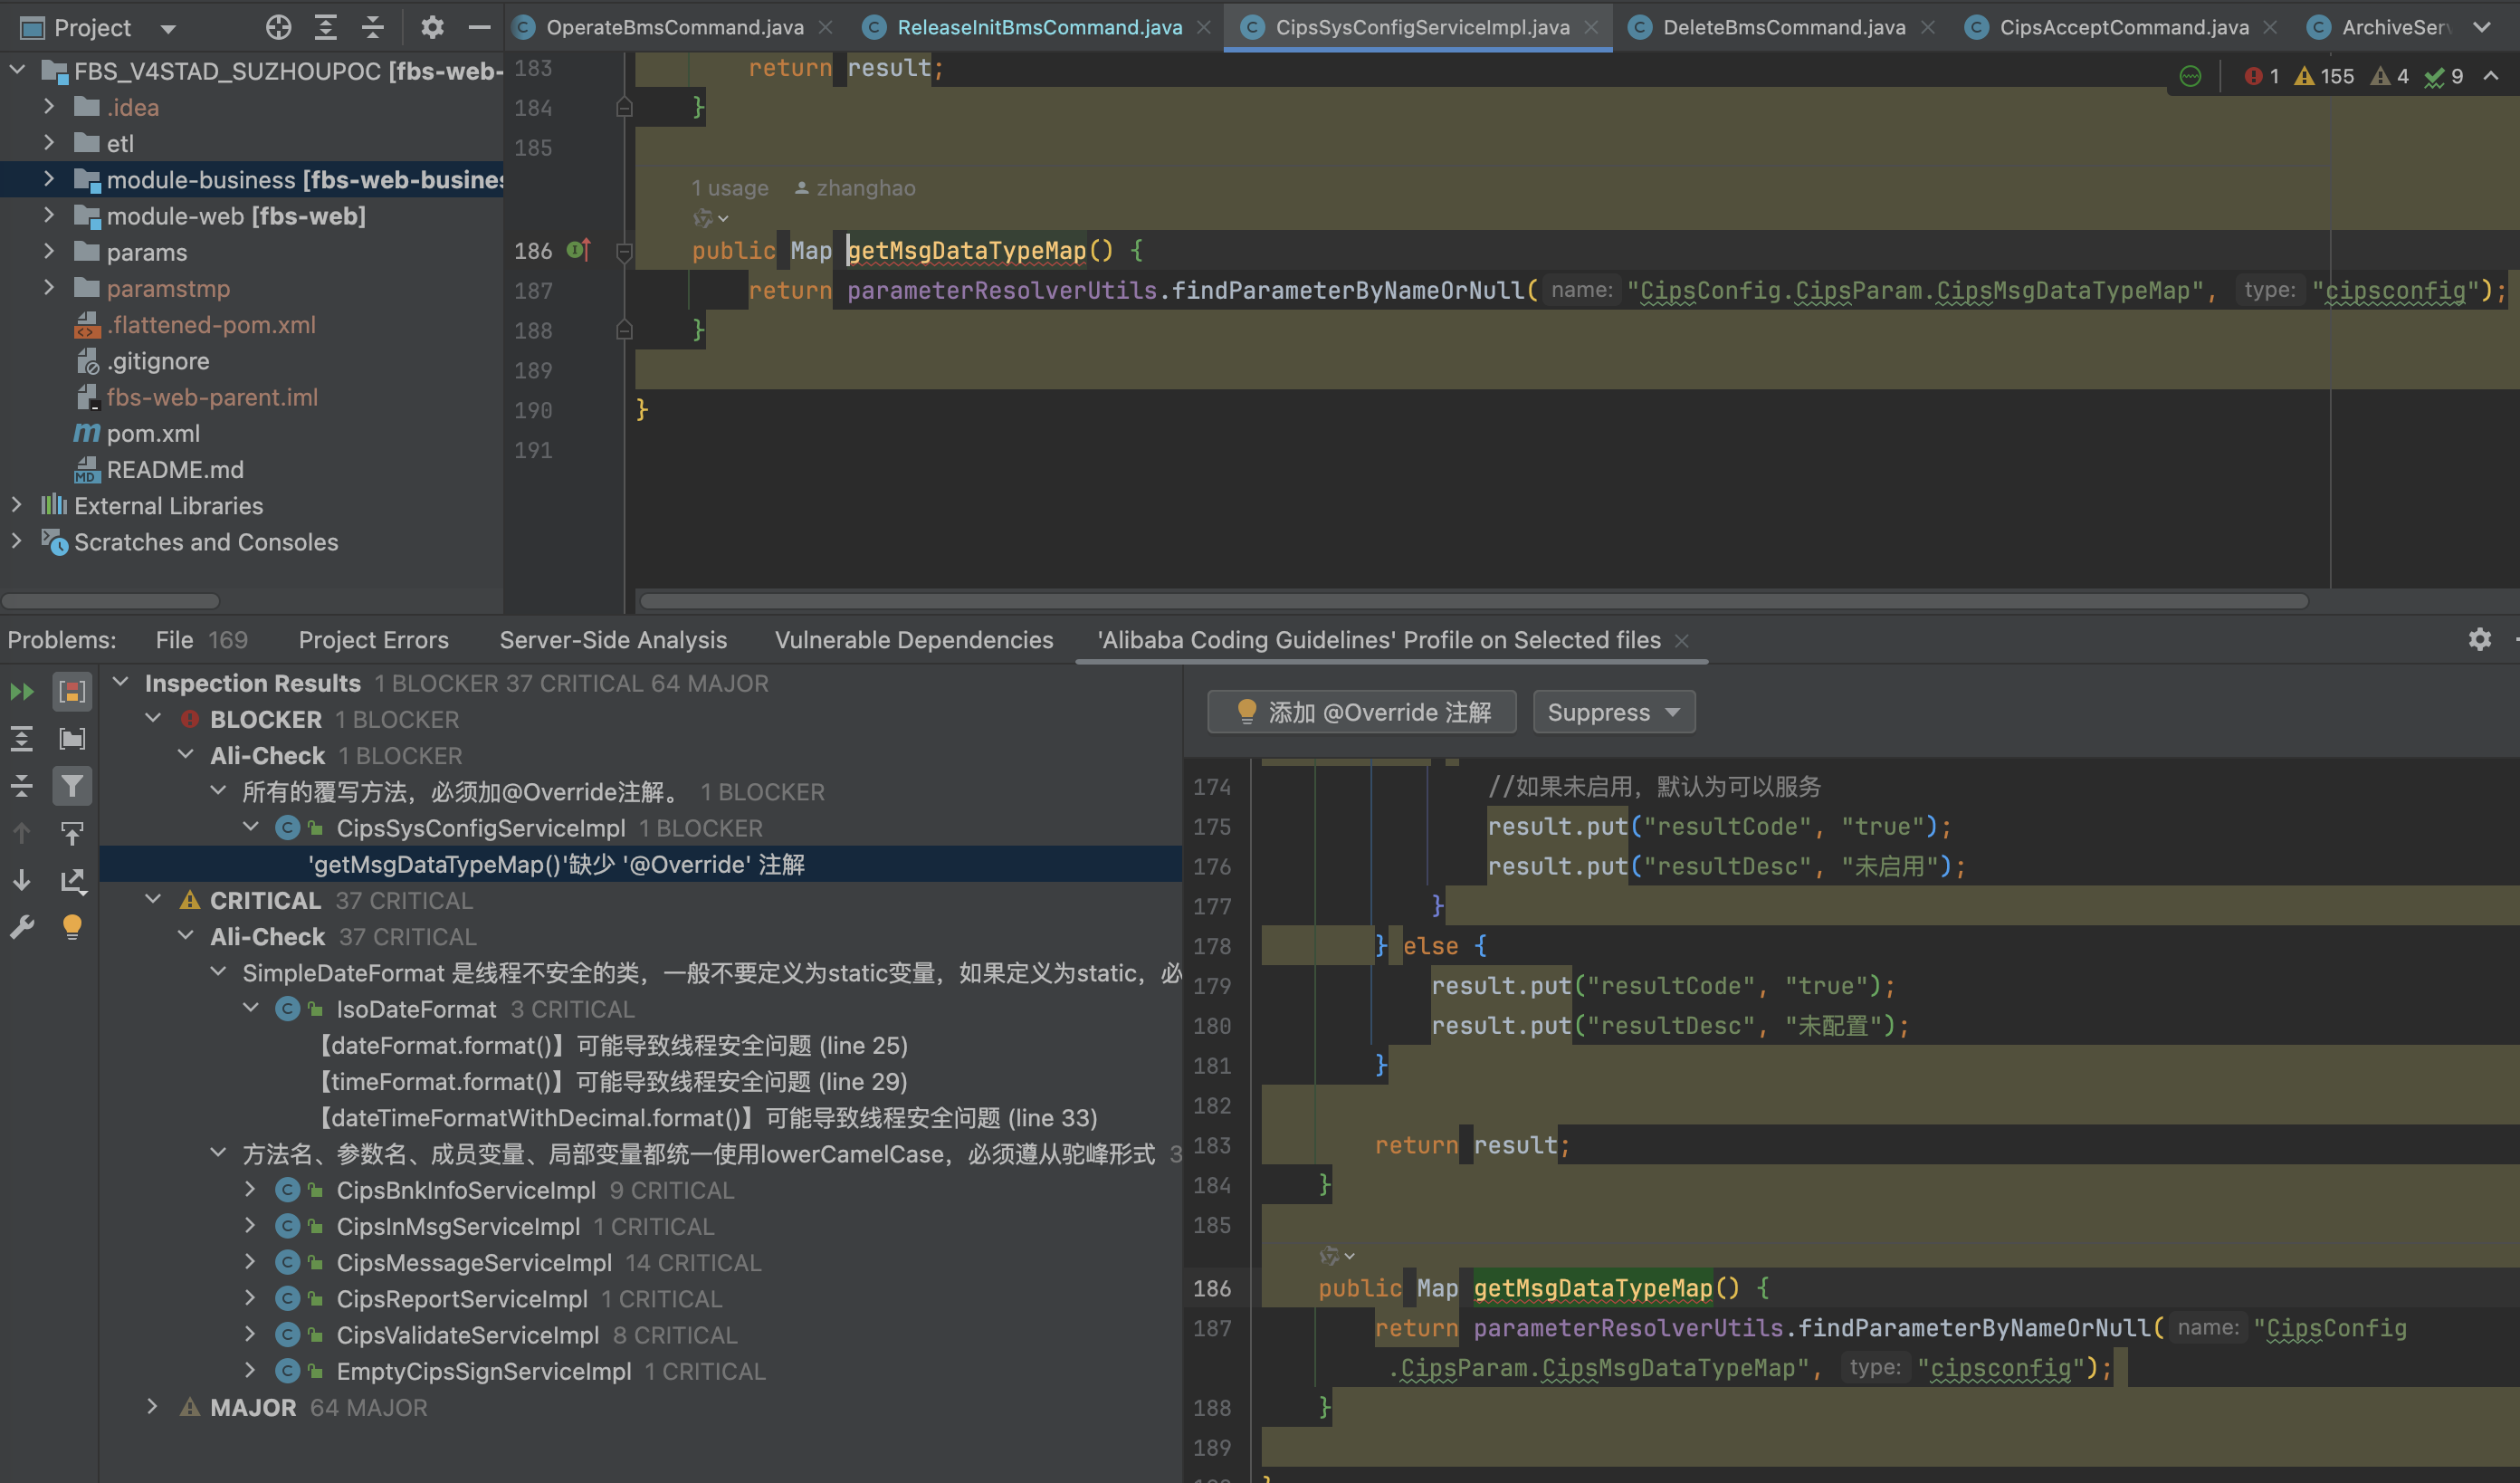 Project
OperateBmsCommand.java
ReleaseInitBmsCommand.java
CipsSysConfigServiceImpl.java
DeleteBmsCommand.java
CipsAcceptCommand.java
ArchiveSer
FBS_V4STAD_SUZHOUPOC [fbs-web-
.idea
etl
module-business [fbs-web-busines
module-web [fbs-web]
params
paramstmp
.flattened-pom.xml
.gitignore
fbs-web-parent.iml
pom.xml
README.md
External Libraries
Scratches and Consoles
1 155 4 9
183 return result;
184 }
185
1 usage zhanghao
186 public Map getMsgDataTypeMap() {
187 return parameterResolverUtils.findParameterByNameOrNull( name: "CipsConfig.CipsParam.CipsMsgDataTypeMap", type: "cipsconfig");
188 }
189
190 }
191
Problems: File 169 Project Errors Server-Side Analysis Vulnerable Dependencies 'Alibaba Coding Guidelines' Profile on Selected files
Inspection Results 1 BLOCKER 37 CRITICAL 64 MAJOR
BLOCKER 1 BLOCKER
Ali-Check 1 BLOCKER
所有的覆写方法，必须加@Override注解。 1 BLOCKER
CipsSysConfigServiceImpl 1 BLOCKER
'getMsgDataTypeMap()'缺少 '@Override' 注解
CRITICAL 37 CRITICAL
Ali-Check 37 CRITICAL
SimpleDateFormat 是线程不安全的类，一般不要定义为static变量，如果定义为static，必
IsoDateFormat 3 CRITICAL
【dateFormat.format()】可能导致线程安全问题 (line 25)
【timeFormat.format()】可能导致线程安全问题 (line 29)
【dateTimeFormatWithDecimal.format()】可能导致线程安全问题 (line 33)
方法名、参数名、成员变量、局部变量都统一使用lowerCamelCase，必须遵从驼峰形式 3
CipsBnkInfoServiceImpl 9 CRITICAL
CipsInMsgServiceImpl 1 CRITICAL
CipsMessageServiceImpl 14 CRITICAL
CipsReportServiceImpl 1 CRITICAL
CipsValidateServiceImpl 8 CRITICAL
EmptyCipsSignServiceImpl 1 CRITICAL
MAJOR 64 MAJOR
添加 @Override 注解 Suppress
174 //如果未启用，默认为可以服务
175 result.put("resultCode", "true");
176 result.put("resultDesc", "未启用");
177 }
178 } else {
179 result.put("resultCode", "true");
180 result.put("resultDesc", "未配置");
181 }
182
183 return result;
184 }
185
186 public Map getMsgDataTypeMap() {
187 return parameterResolverUtils.findParameterByNameOrNull( name: "CipsConfig
.CipsParam.CipsMsgDataTypeMap", type: "cipsconfig");
188 }
189